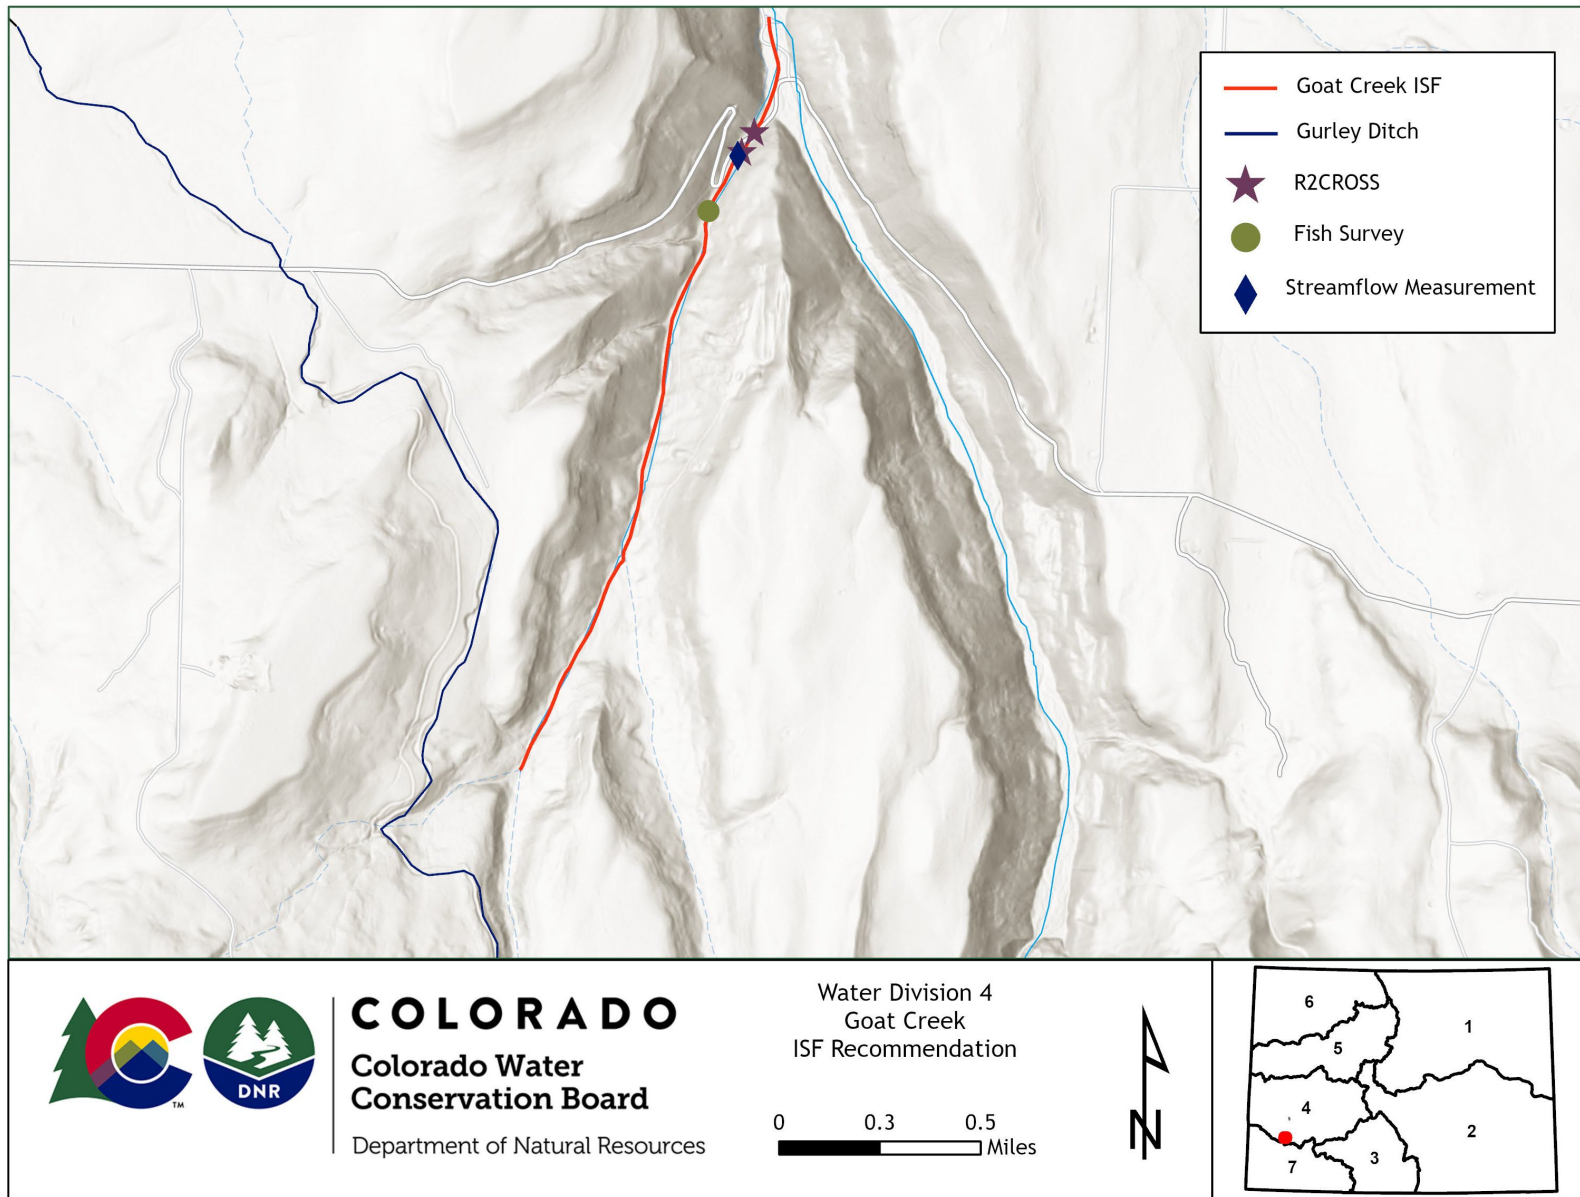 Goat Creek ISF
Gurley Ditch
R2CROSS
Fish Survey
Streamflow Measurement
COLORADO
Colorado Water
Conservation Board
Department of Natural Resources
DNR
TM
Water Division 4
Goat Creek
ISF Recommendation
0 0.3 0.5
Miles
N
6
1
5
4
2
3
7